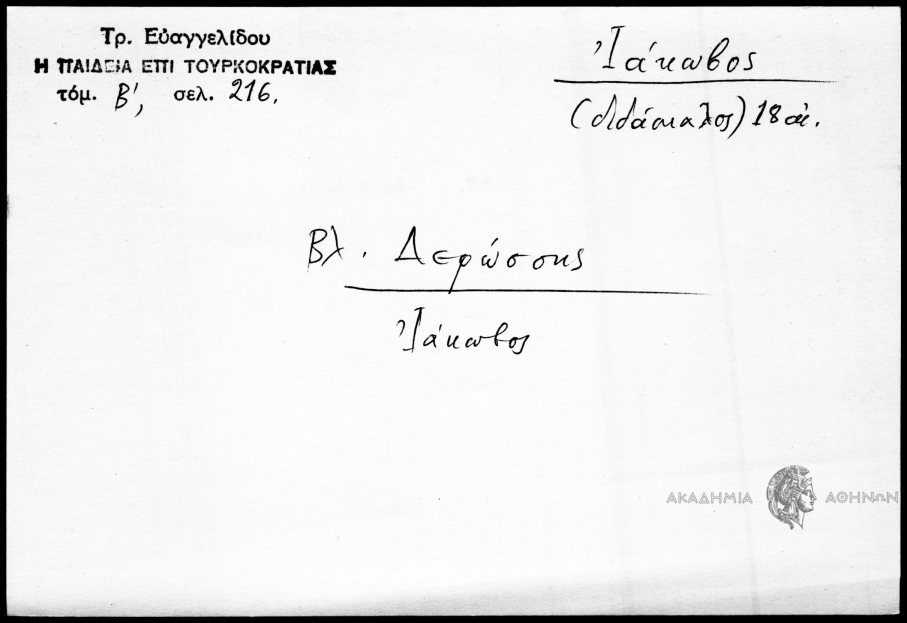 Τρ. Εὐαγγελίδου
Η ΠΑΙΔΕΙΑ ΕΠΙ ΤΟΥΡΚΟΚΡΑΤΙΑΣ
τόμ. Β', σελ. 216.
Ἰάκωβος
(διδάσκαλος) 18 αἰ.
Βλ. Δερώσσης
Ἰάκωβος
ΑΚΑΔΗΜΙΑ ΑΘΗΝΩΝ